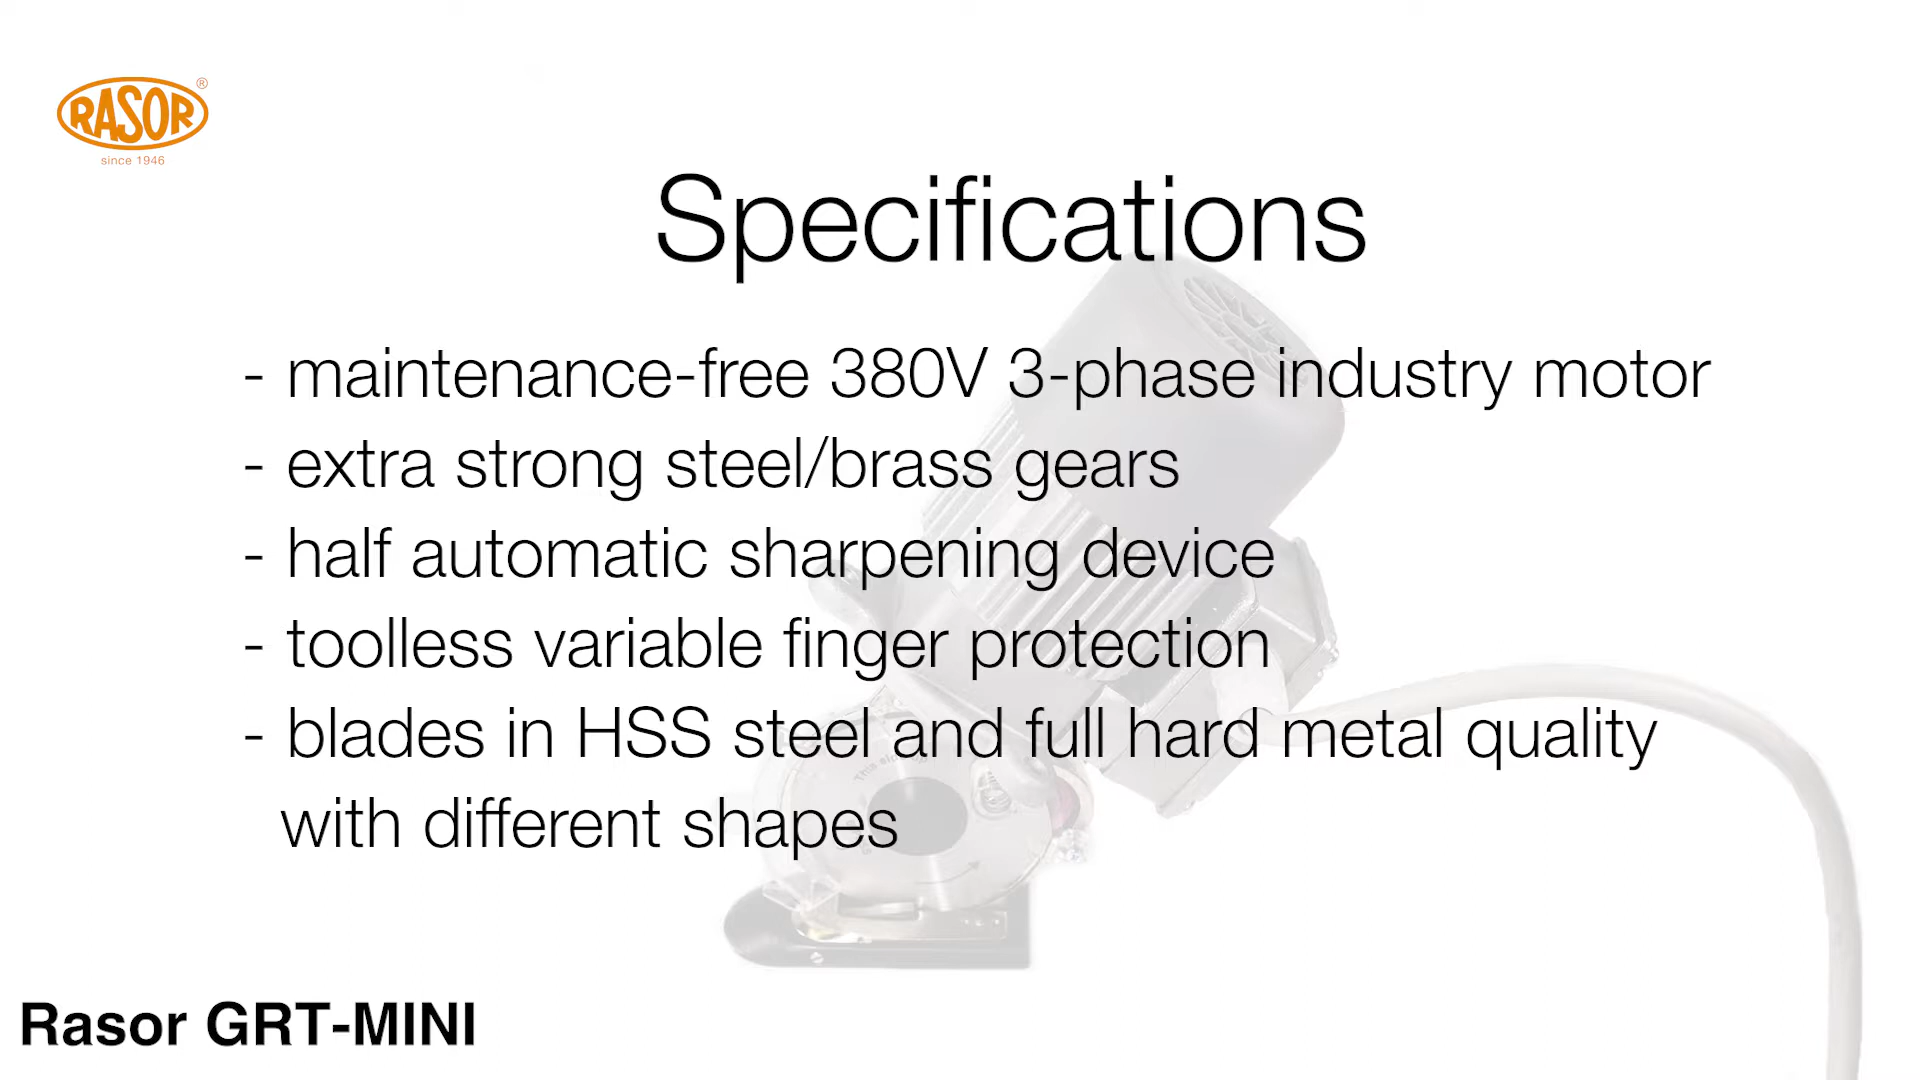 RASOR®
since 1946
Specifications
- maintenance-free 380V 3-phase industry motor
- extra strong steel/brass gears
- half automatic sharpening device
- toolless variable finger protection
- blades in HSS steel and full hard metal quality
with different shapes
Rasor GRT-MINI